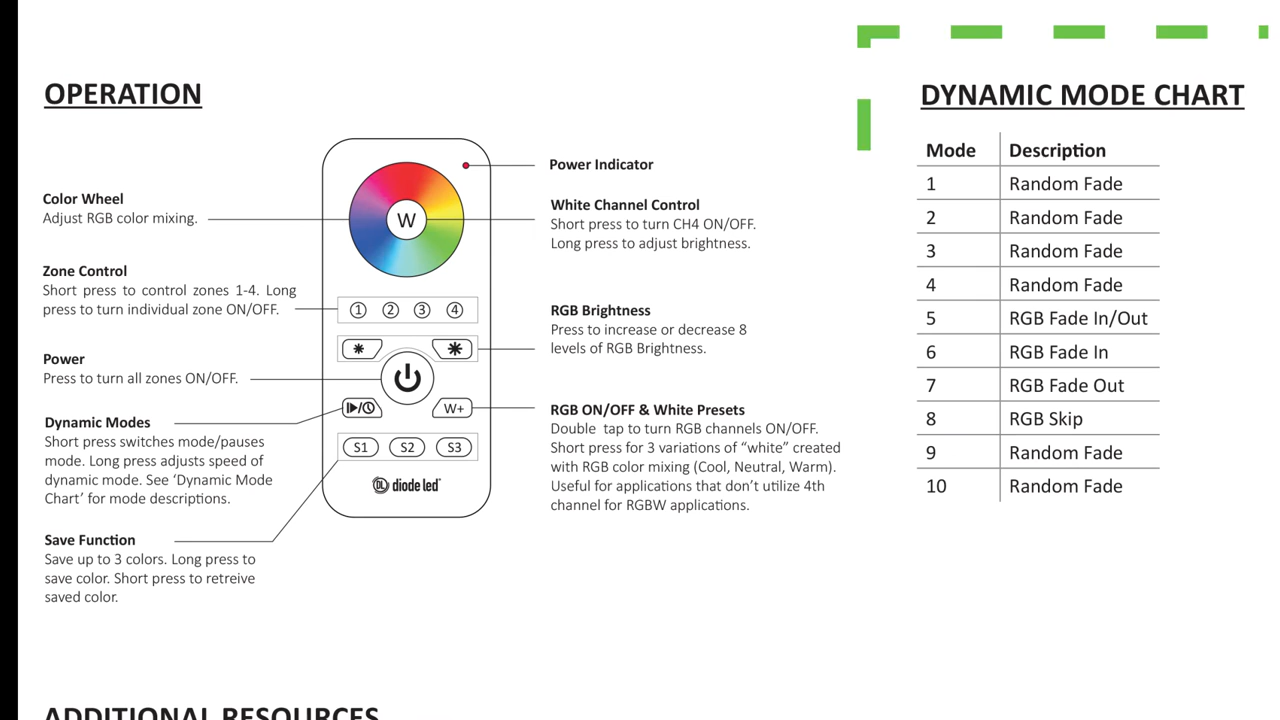 OPERATION
Color Wheel
Adjust RGB color mixing.
Zone Control
Short press to control zones 1-4. Long
press to turn individual zone ON/OFF.
Power
Press to turn all zones ON/OFF.
Dynamic Modes
Short press switches mode/pauses
mode. Long press adjusts speed of
dynamic mode. See ‘Dynamic Mode
Chart’ for mode descriptions.
Save Function
Save up to 3 colors. Long press to
save color. Short press to retreive
saved color.
W
1 2 3 4
W+
S1 S2 S3
DL diode led
Power Indicator
White Channel Control
Short press to turn CH4 ON/OFF.
Long press to adjust brightness.
RGB Brightness
Press to increase or decrease 8
levels of RGB Brightness.
RGB ON/OFF & White Presets
Double tap to turn RGB channels ON/OFF.
Short press for 3 variations of “white” created
with RGB color mixing (Cool, Neutral, Warm).
Useful for applications that don’t utilize 4th
channel for RGBW applications.
DYNAMIC MODE CHART
Mode Description
1 Random Fade
2 Random Fade
3 Random Fade
4 Random Fade
5 RGB Fade In/Out
6 RGB Fade In
7 RGB Fade Out
8 RGB Skip
9 Random Fade
10 Random Fade
ADDITIONAL RESOURCES